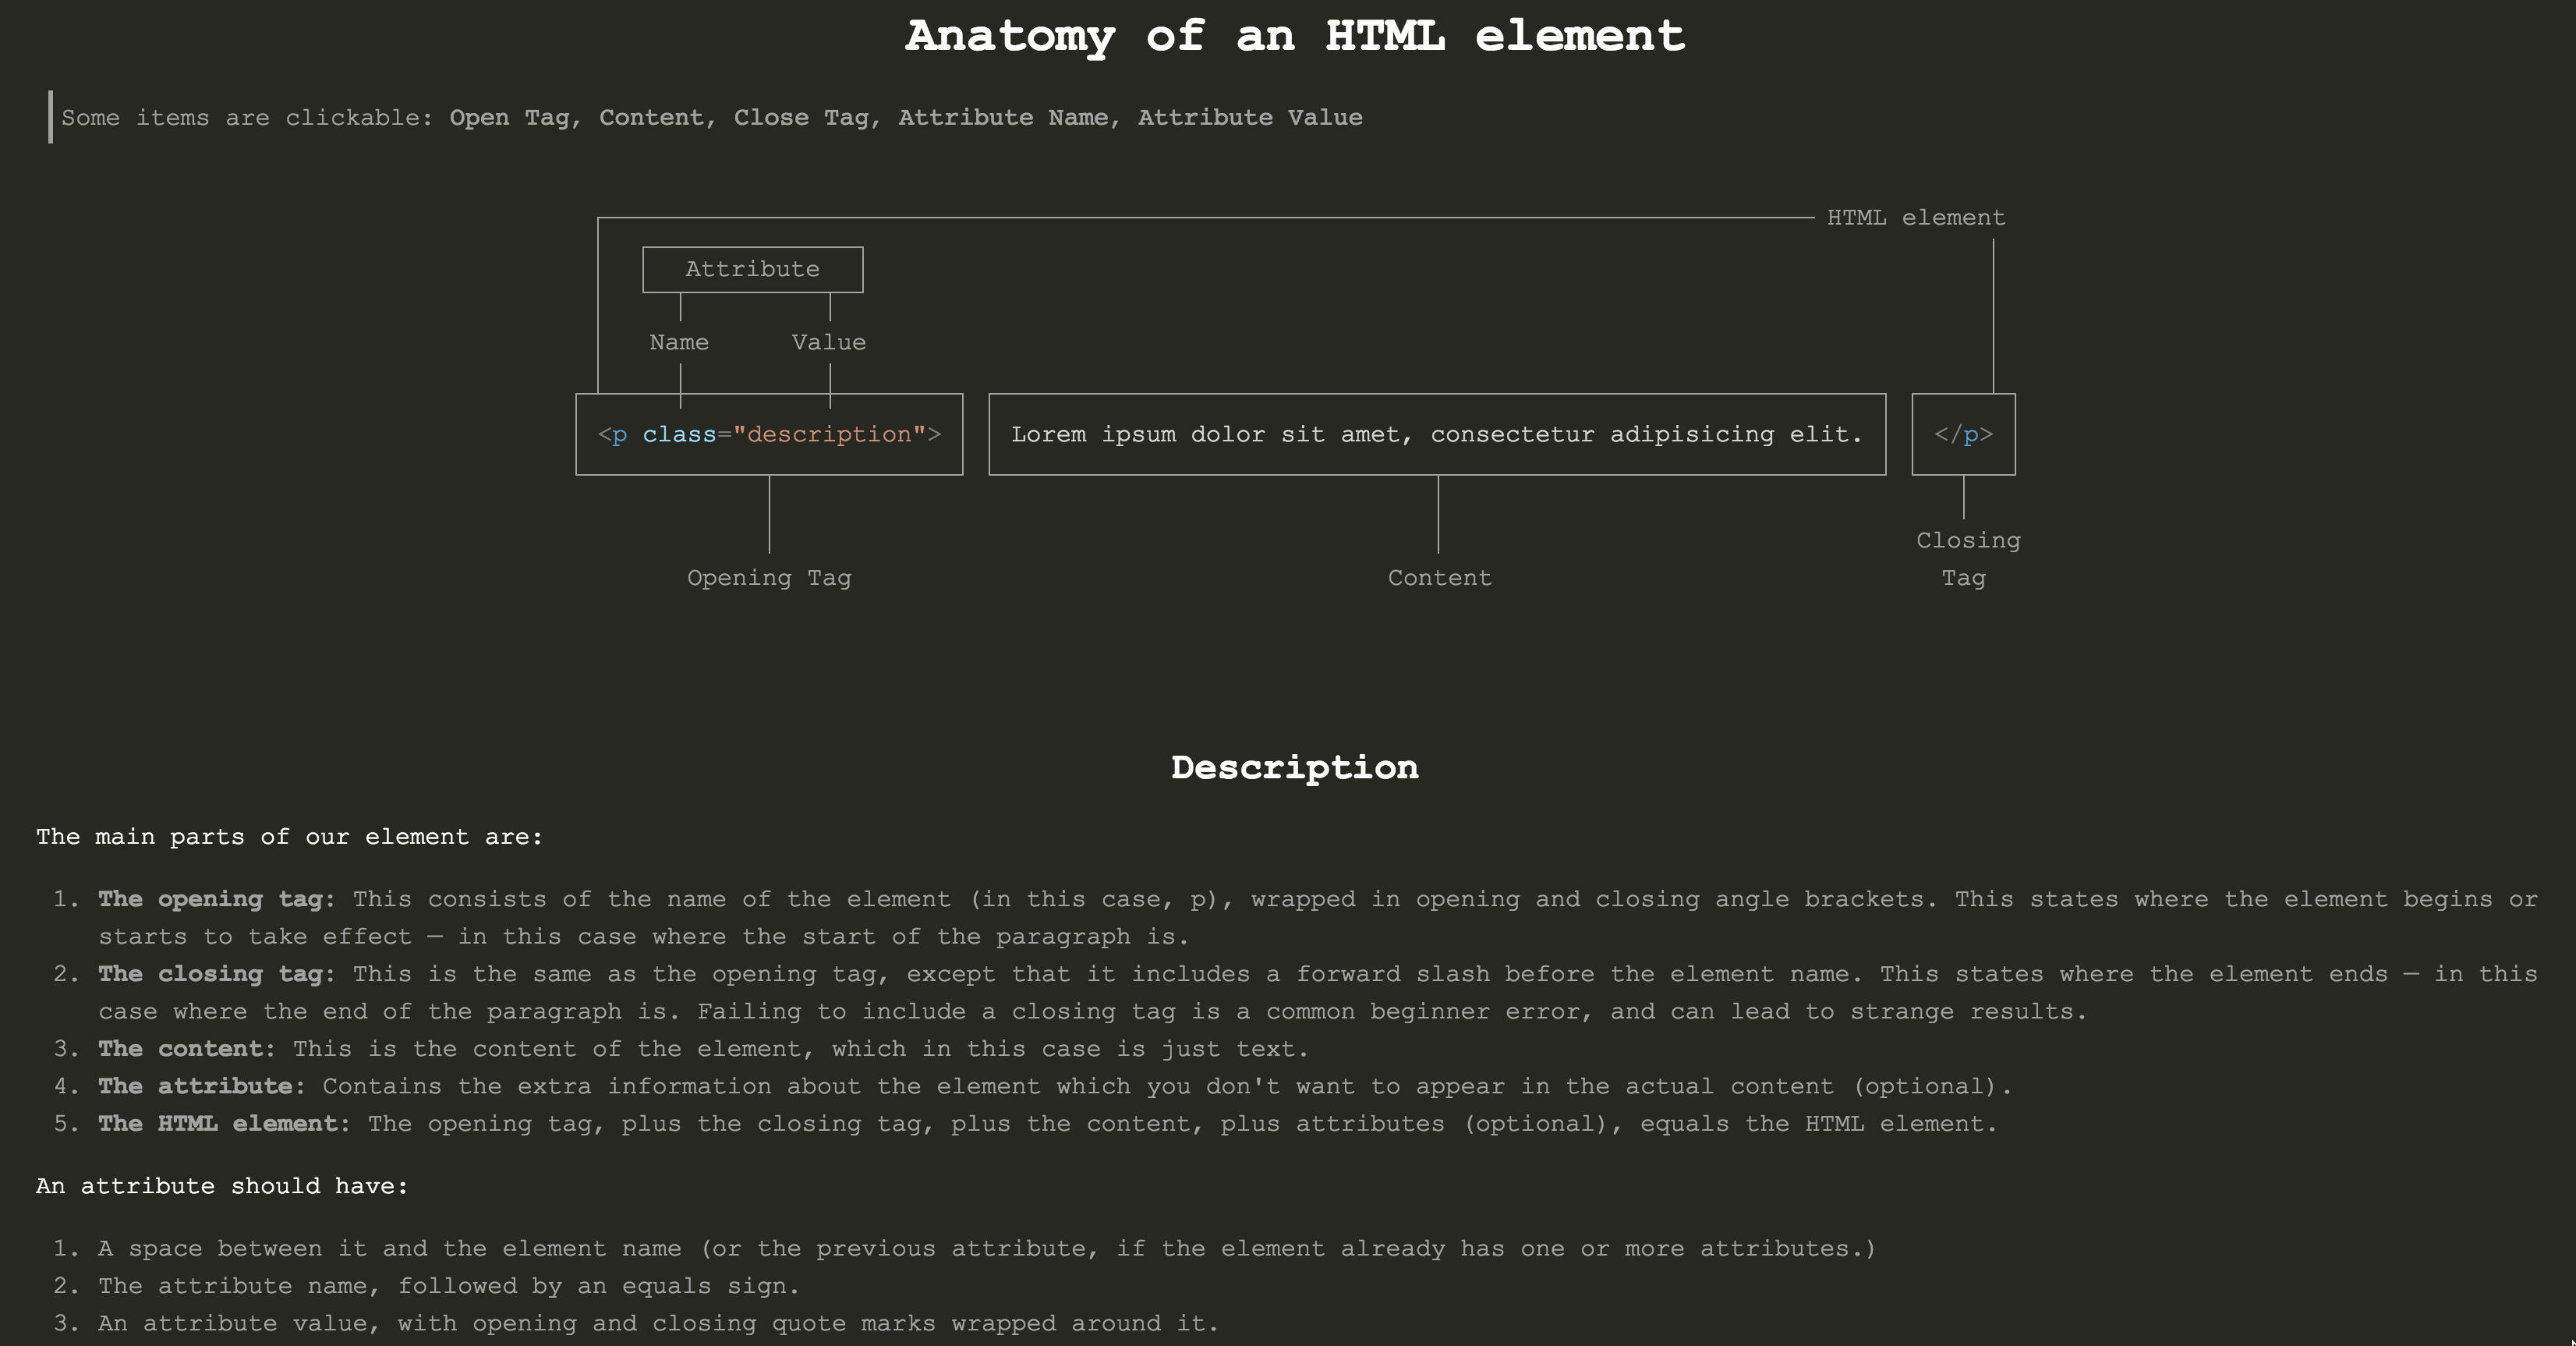 Anatomy of an HTML element
Some items are clickable: Open Tag, Content, Close Tag, Attribute Name, Attribute Value
HTML element
Attribute
Name Value
<p class="description"> Lorem ipsum dolor sit amet, consectetur adipisicing elit. </p>
Closing
Opening Tag Content Tag
Description
The main parts of our element are:
1. The opening tag: This consists of the name of the element (in this case, p), wrapped in opening and closing angle brackets. This states where the element begins or
starts to take effect — in this case where the start of the paragraph is.
2. The closing tag: This is the same as the opening tag, except that it includes a forward slash before the element name. This states where the element ends — in this
case where the end of the paragraph is. Failing to include a closing tag is a common beginner error, and can lead to strange results.
3. The content: This is the content of the element, which in this case is just text.
4. The attribute: Contains the extra information about the element which you don't want to appear in the actual content (optional).
5. The HTML element: The opening tag, plus the closing tag, plus the content, plus attributes (optional), equals the HTML element.
An attribute should have:
1. A space between it and the element name (or the previous attribute, if the element already has one or more attributes.)
2. The attribute name, followed by an equals sign.
3. An attribute value, with opening and closing quote marks wrapped around it.